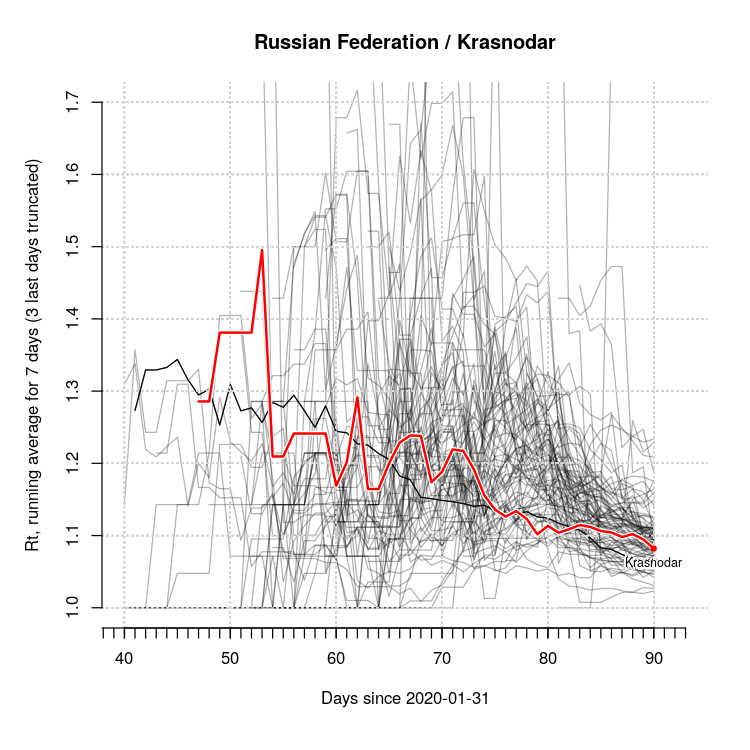 Russian Federation / Krasnodar
Rt, running average for 7 days (3 last days truncated)
1.7
1.6
1.5
1.4
1.3
1.2
1.1
1.0
Krasnodar
40 50 60 70 80 90
Days since 2020-01-31